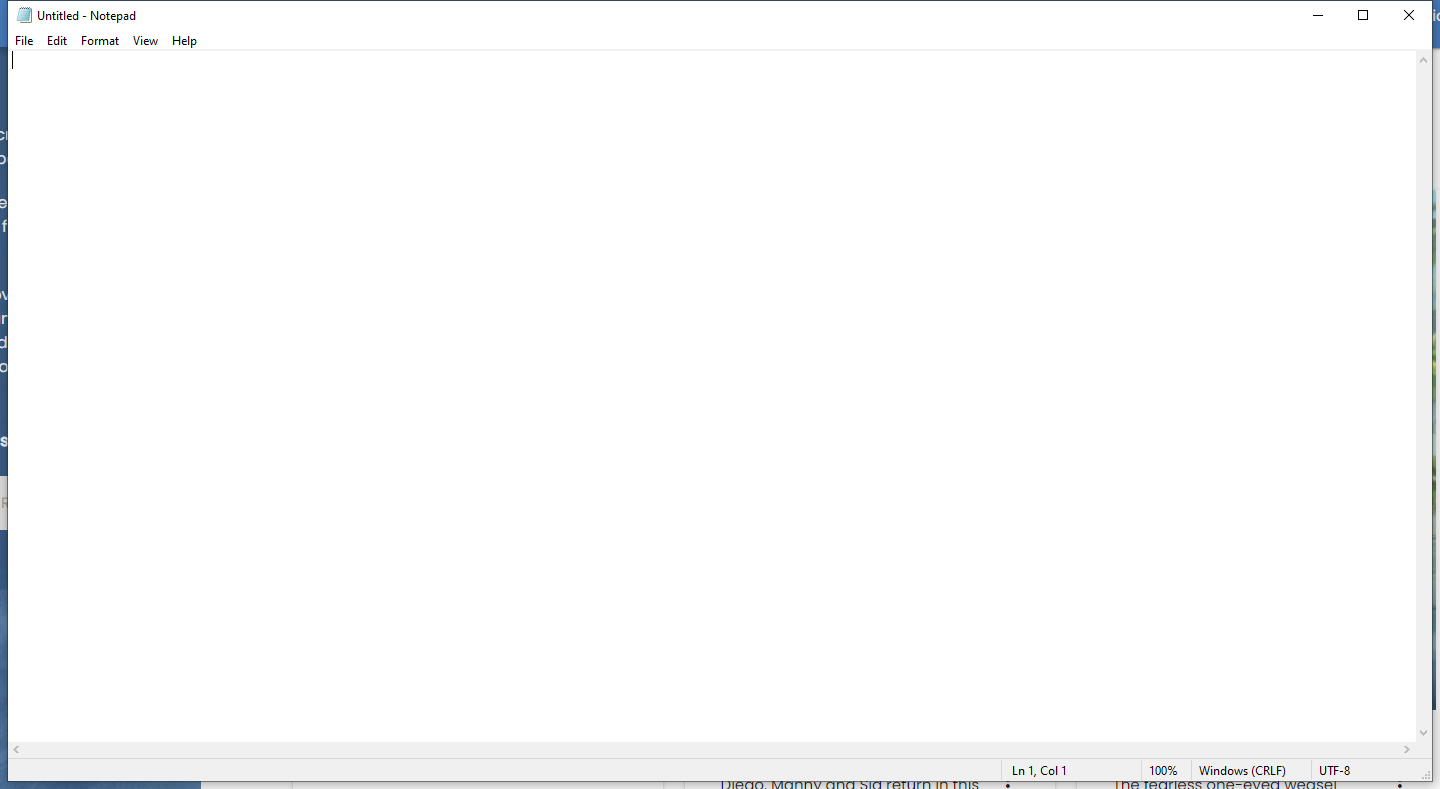 Untitled - Notepad
File Edit Format View Help
Ln 1, Col 1 100% Windows (CRLF) UTF-8
Diego, Manny and Sid return in this
The fearless one-eyed weasel